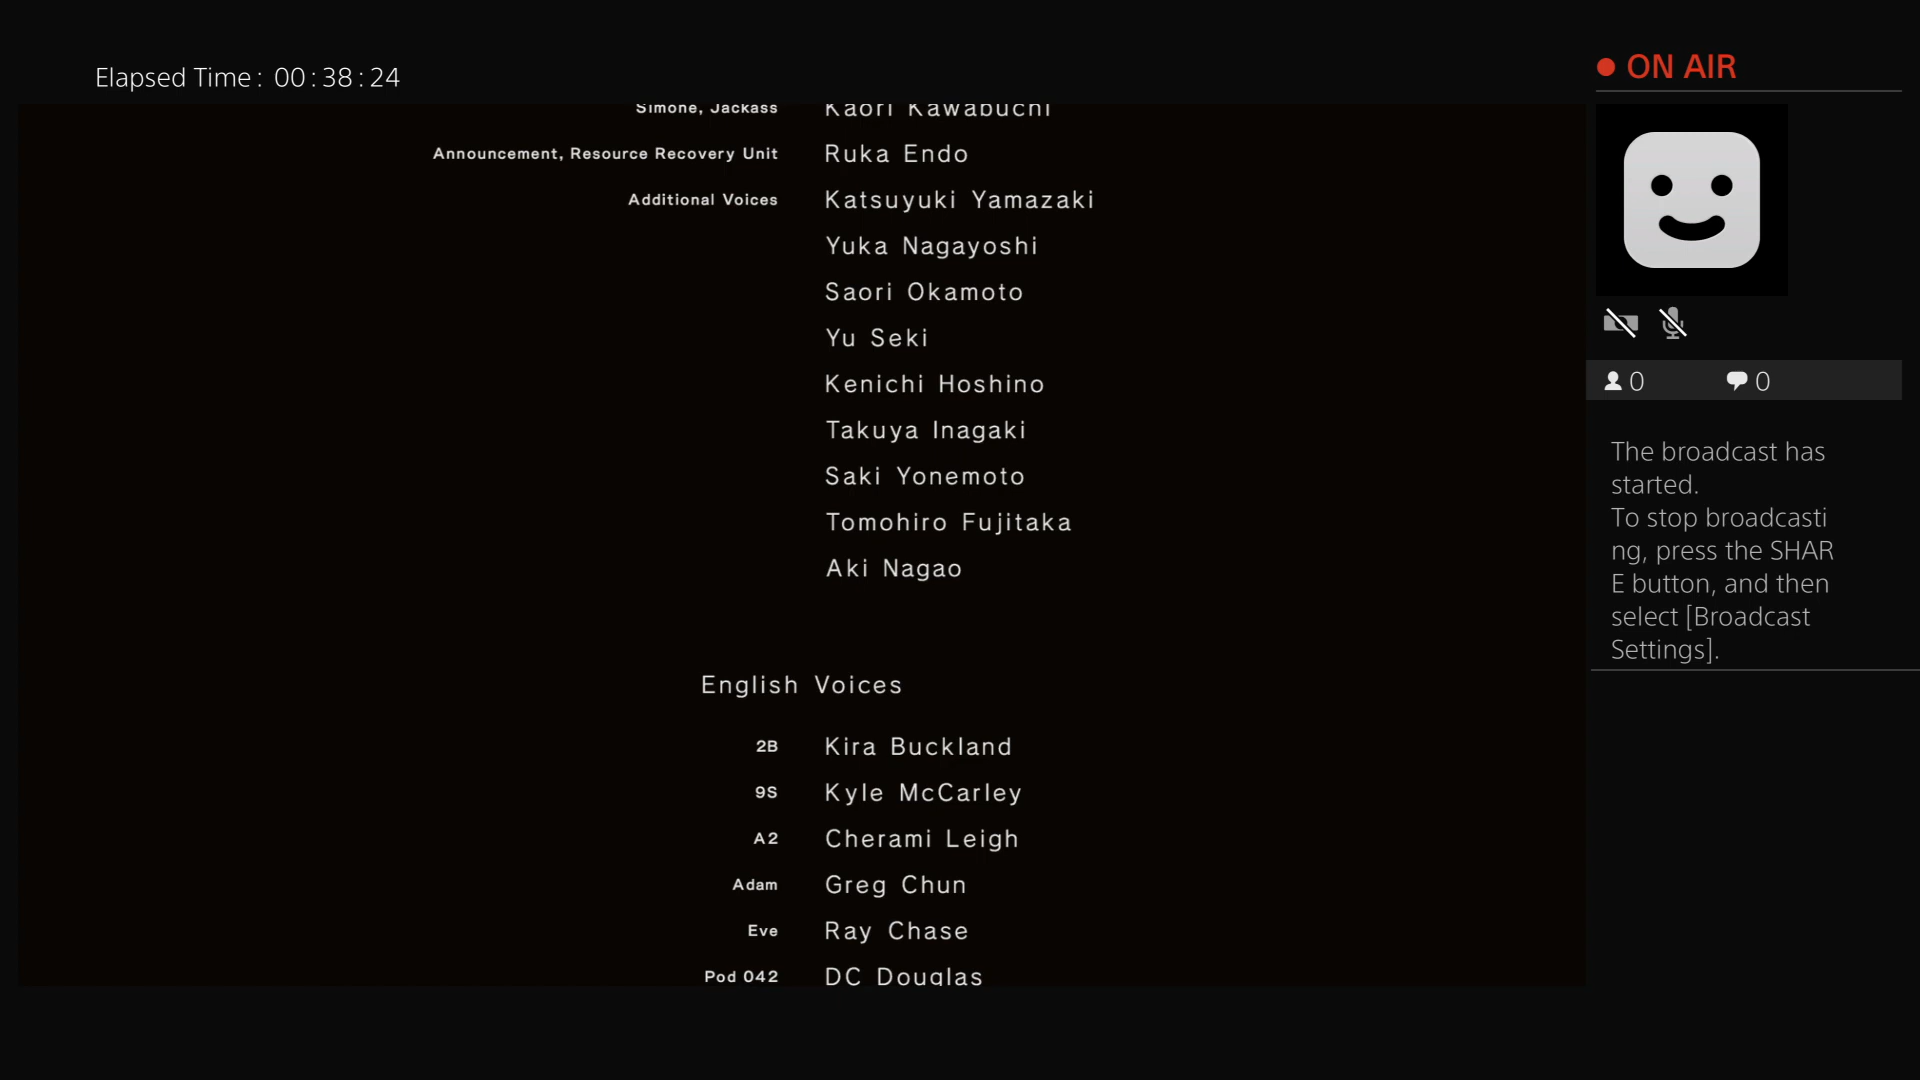 Elapsed Time: 00:38:24
ON AIR
Simone, Jackass Kaori Kawabuchi
Announcement, Resource Recovery Unit Ruka Endo
Additional Voices Katsuyuki Yamazaki
Yuka Nagayoshi
Saori Okamoto
Yu Seki
Kenichi Hoshino
Takuya Inagaki
Saki Yonemoto
Tomohiro Fujitaka
Aki Nagao
English Voices
2B Kira Buckland
9S Kyle McCarley
A2 Cherami Leigh
Adam Greg Chun
Eve Ray Chase
Pod 042 DC Douglas
0 0
The broadcast has
started.
To stop broadcasti
ng, press the SHAR
E button, and then
select [Broadcast
Settings].